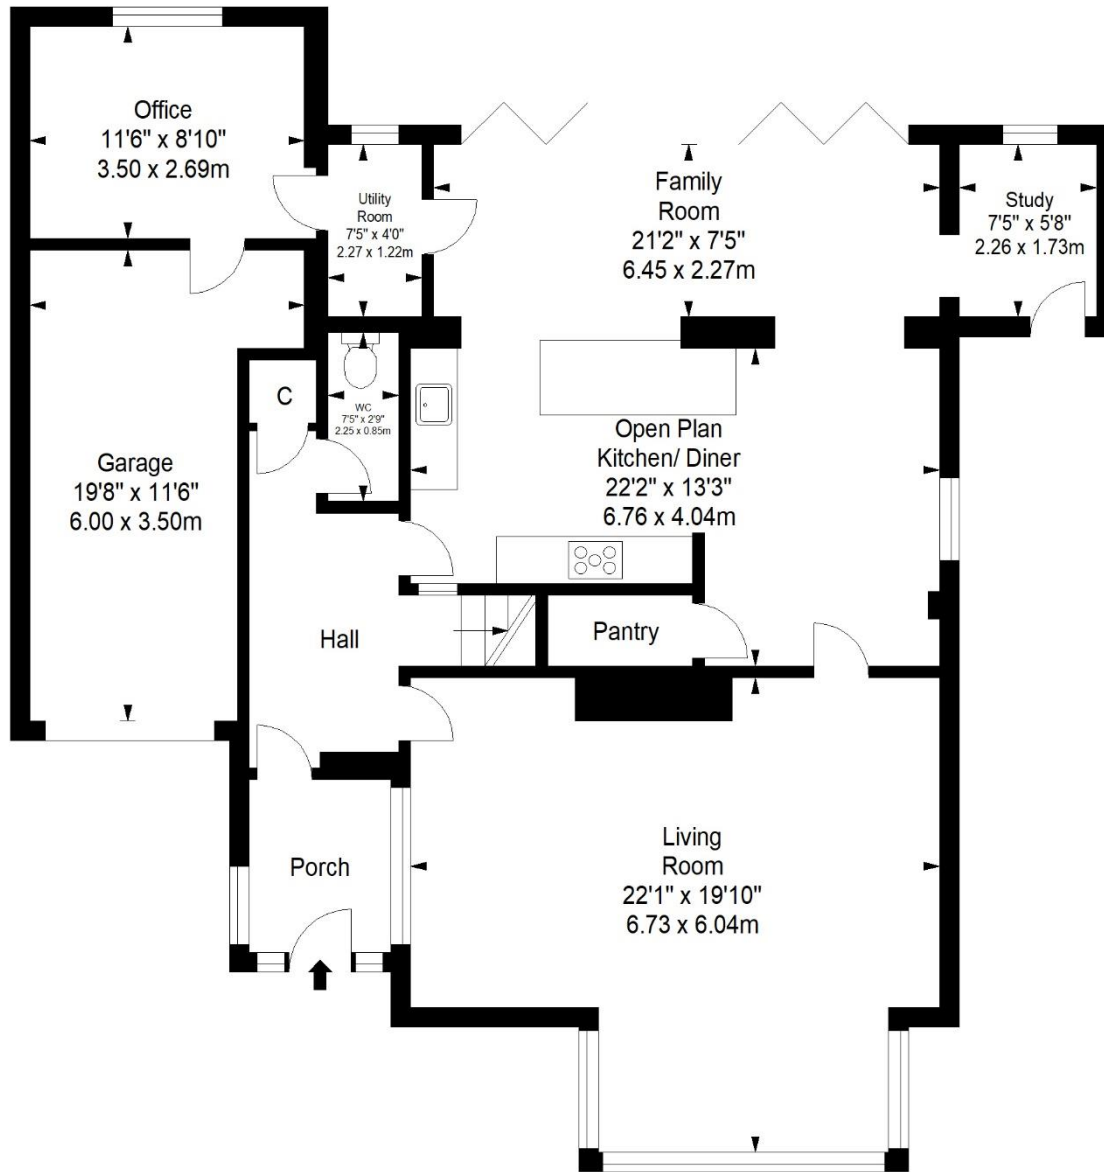 Office
11'6" x 8'10"
3.50 x 2.69m
Utility
Room
7'5" x 4'0"
2.27 x 1.22m
Family
Room
21'2" x 7'5"
6.45 x 2.27m
Study
7'5" x 5'8"
2.26 x 1.73m
C
WC
7'5" x 2'9"
2.25 x 0.85m
Garage
19'8" x 11'6"
6.00 x 3.50m
Open Plan
Kitchen/ Diner
22'2" x 13'3"
6.76 x 4.04m
Hall
Pantry
Porch
Living
Room
22'1" x 19'10"
6.73 x 6.04m